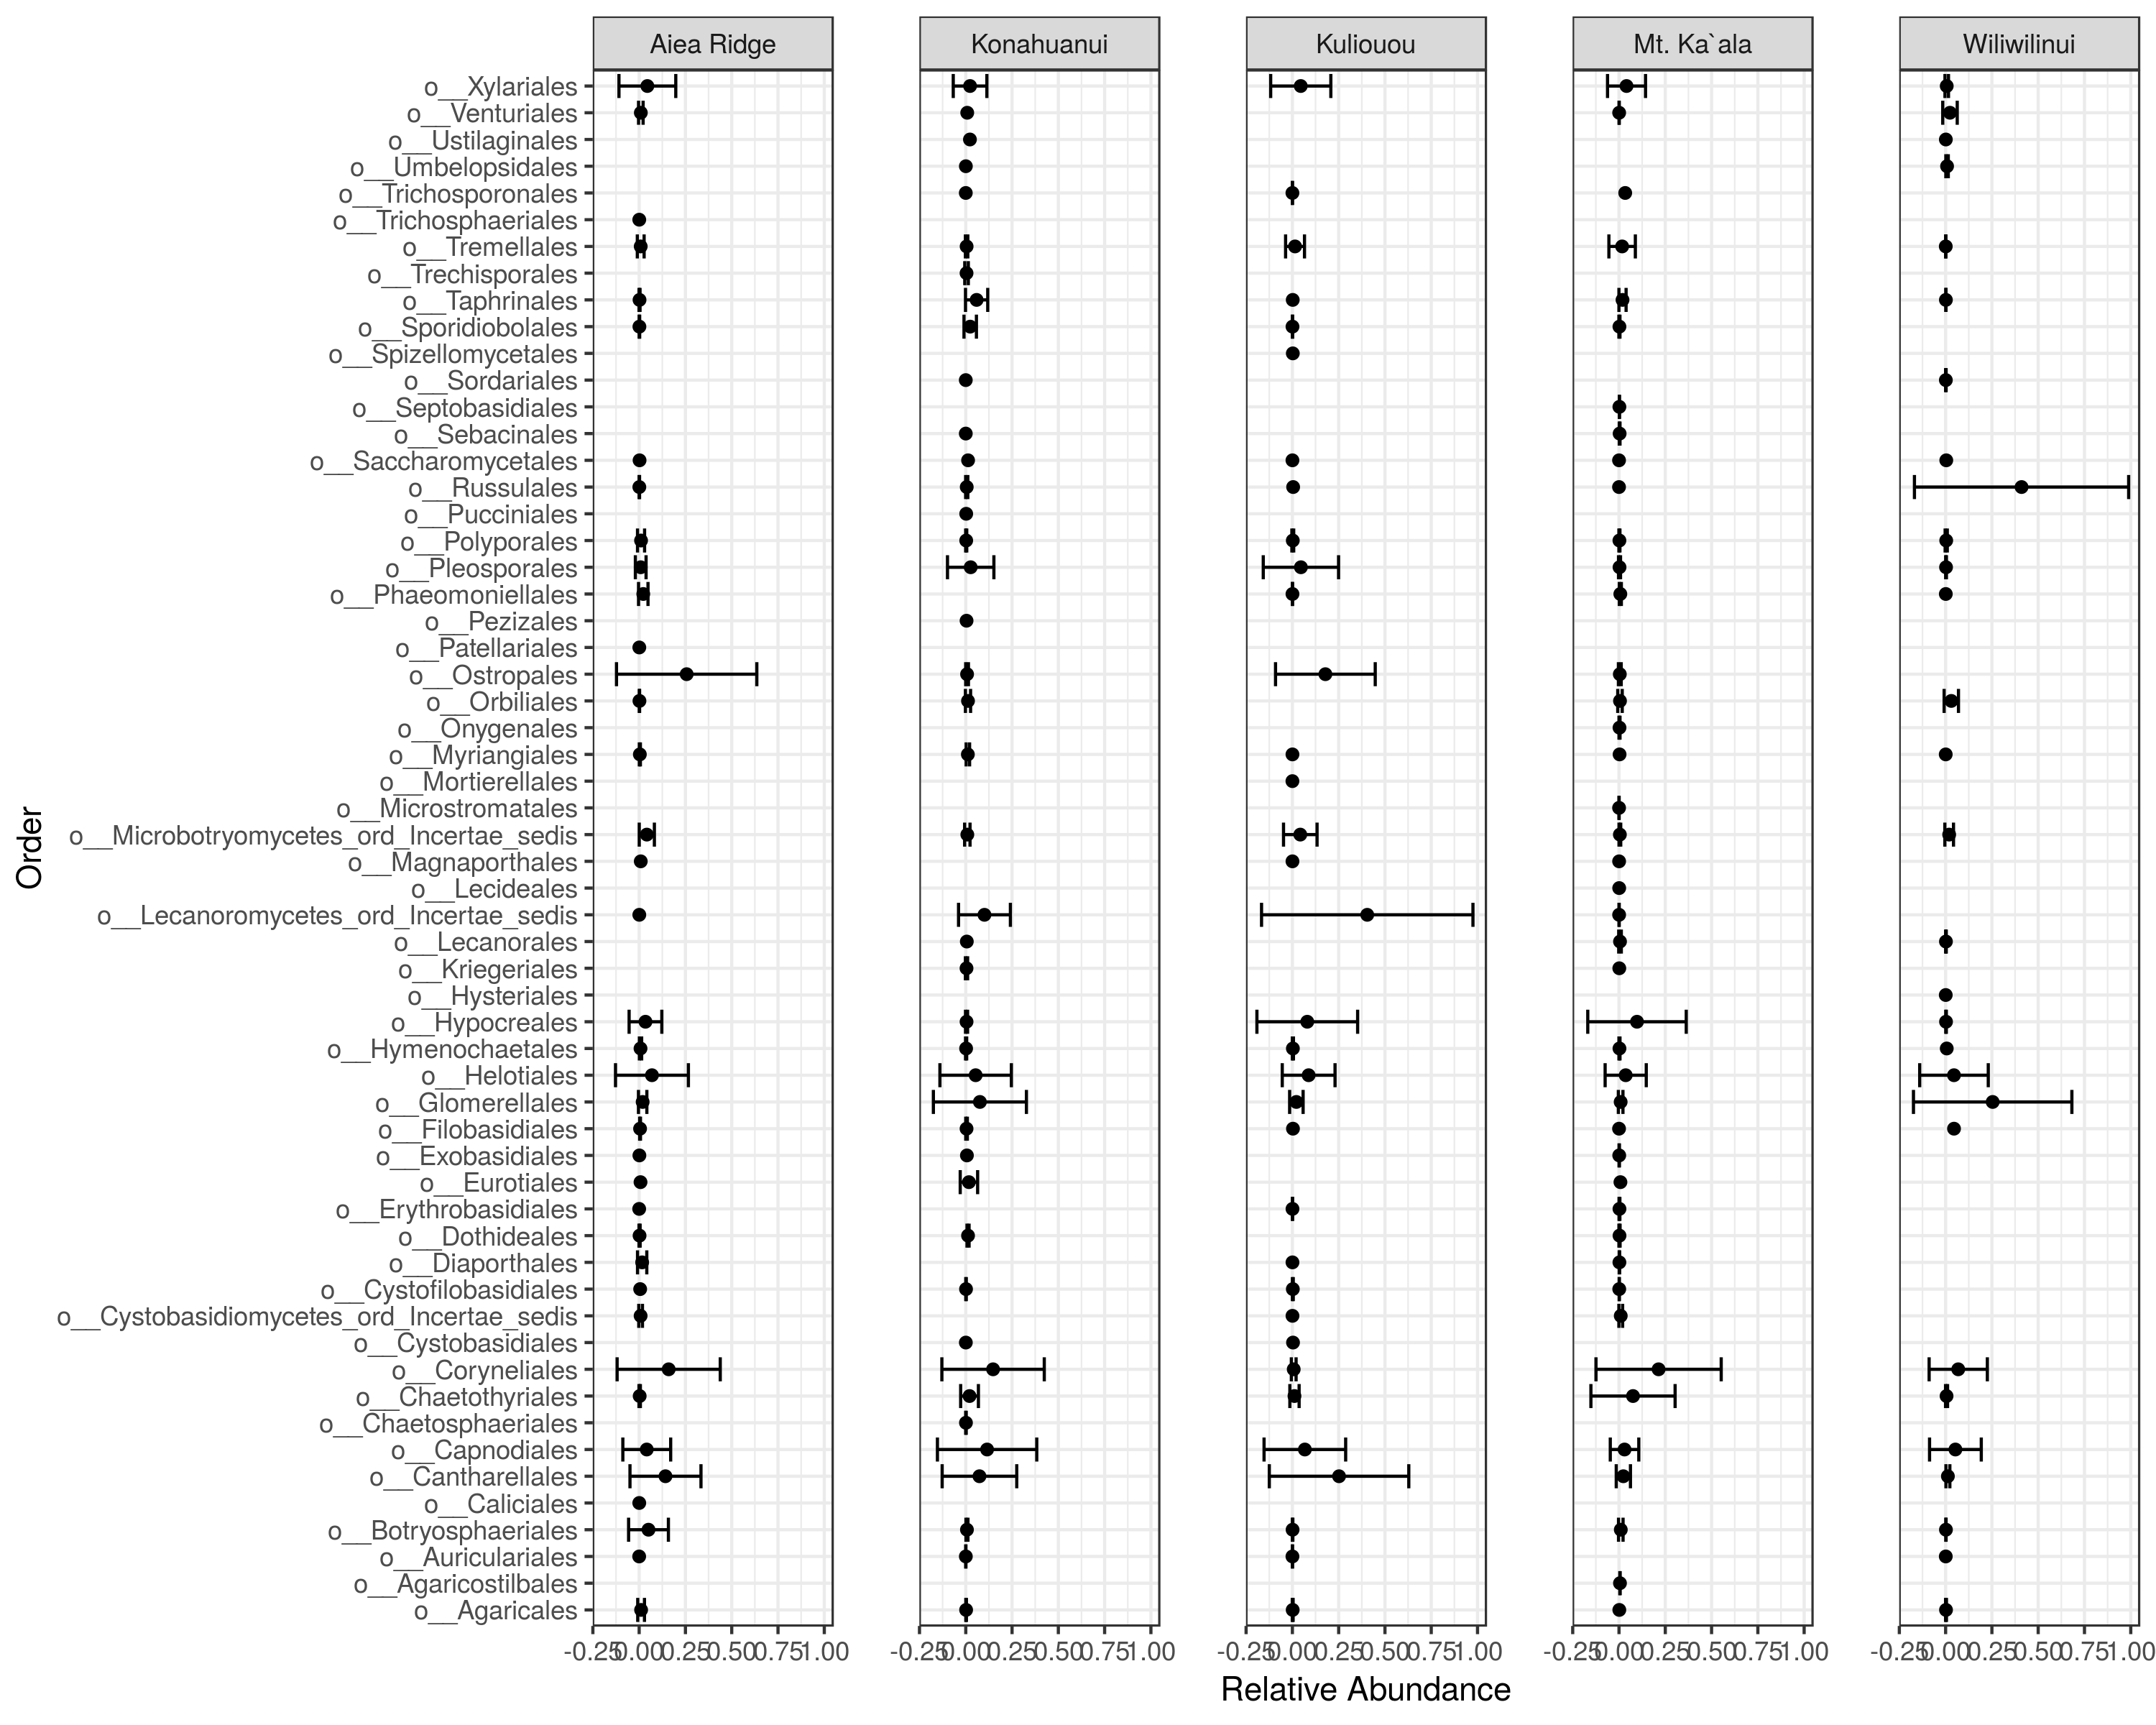 Aiea Ridge Konahuanui Kuliouou Mt. Ka`ala Wiliwilinui
o__Xylariales
o__Venturiales
o__Ustilaginales
o__Umbelopsidales
o__Trichosporonales
o__Trichosphaeriales
o__Tremellales
o__Trechisporales
o__Taphrinales
o__Sporidiobolales
o__Spizellomycetales
o__Sordariales
o__Septobasidiales
o__Sebacinales
o__Saccharomycetales
o__Russulales
o__Pucciniales
o__Polyporales
o__Pleosporales
o__Phaeomoniellales
o__Pezizales
o__Patellariales
o__Ostropales
o__Orbiliales
o__Onygenales
o__Myriangiales
o__Mortierellales
o__Microstromatales
o__Microbotryomycetes_ord_Incertae_sedis
o__Magnaporthales
o__Lecideales
o__Lecanoromycetes_ord_Incertae_sedis
o__Lecanorales
o__Kriegeriales
o__Hysteriales
o__Hypocreales
o__Hymenochaetales
o__Helotiales
o__Glomerellales
o__Filobasidiales
o__Exobasidiales
o__Eurotiales
o__Erythrobasidiales
o__Dothideales
o__Diaporthales
o__Cystofilobasidiales
o__Cystobasidiomycetes_ord_Incertae_sedis
o__Cystobasidiales
o__Coryneliales
o__Chaetothyriales
o__Chaetosphaeriales
o__Capnodiales
o__Cantharellales
o__Caliciales
o__Botryosphaeriales
o__Auriculariales
o__Agaricostilbales
o__Agaricales
Order
-0.25 0.00 0.25 0.50 0.75 1.00 -0.25 0.00 0.25 0.50 0.75 1.00 -0.25 0.00 0.25 0.50 0.75 1.00 -0.25 0.00 0.25 0.50 0.75 1.00 -0.25 0.00 0.25 0.50 0.75 1.00
Relative Abundance